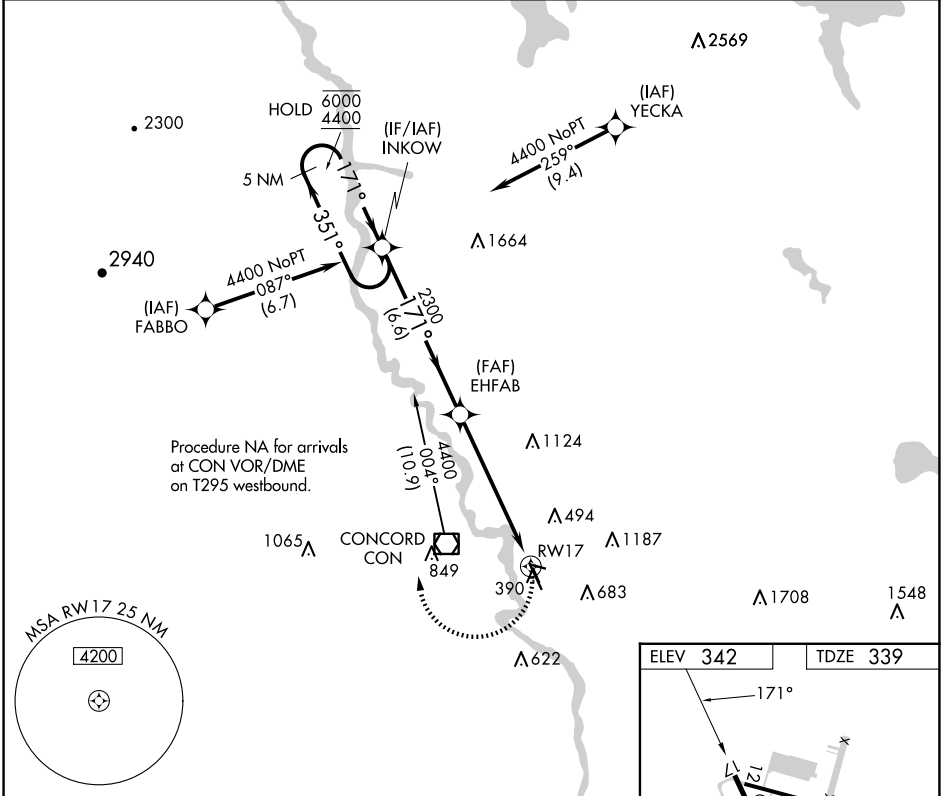 2569
(IAF)
YECKA
4400 NoPT
259°
(9.4)
HOLD 6000
4400
(IF/IAF)
INKOW
2300
5 NM
171°
351°
1664
2940
4400 NoPT
087°
(6.7)
(IAF)
FABBO
2300
171°
(6.6)
(FAF)
EHFAB
1124
Procedure NA for arrivals
at CON VOR/DME
on T295 westbound.
4400
004°
(10.9)
494
1065
CONCORD
CON
849
RW17
1187
390
683
1708
1548
622
MSA RW17 25 NM
4200
ELEV 342
TDZE 339
171°
17
12
x